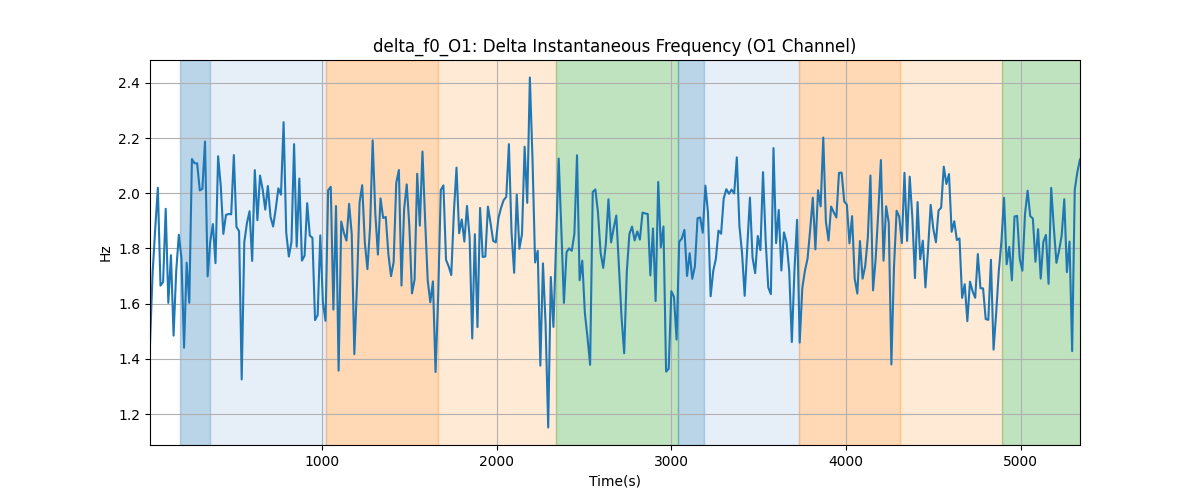 delta_f0_O1: Delta Instantaneous Frequency (O1 Channel)
Hz
2.4
2.2
2.0
1.8
1.6
1.4
1.2
1000 2000 3000 4000 5000
Time(s)